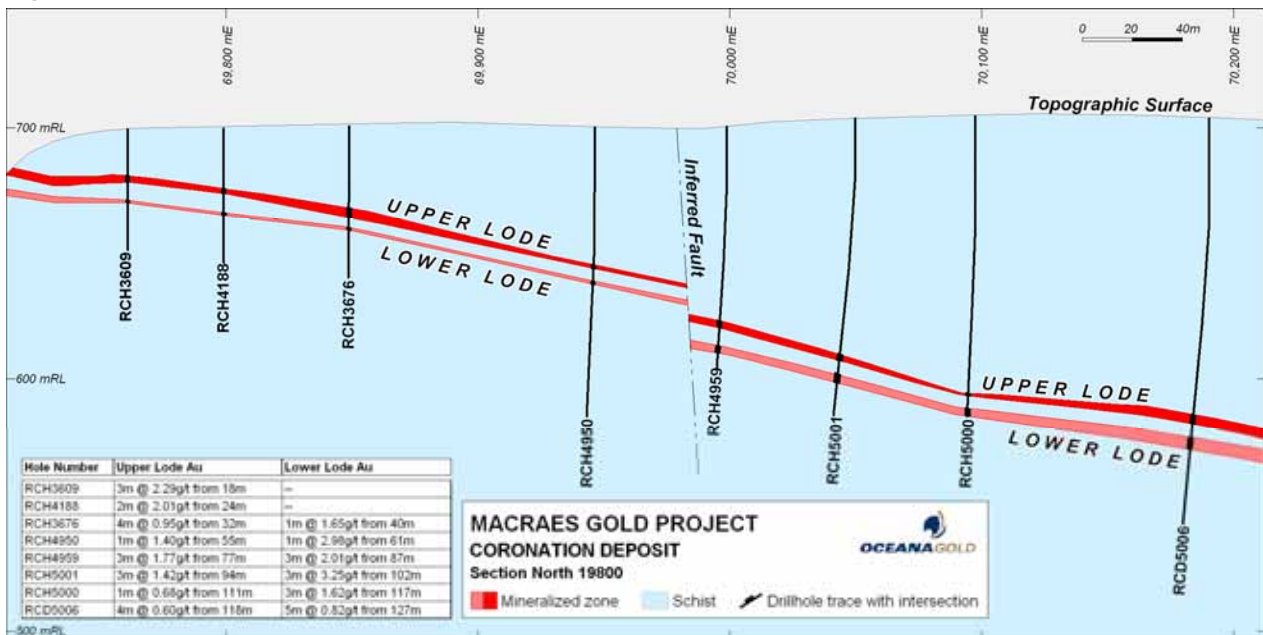 69,800 mE
69,900 mE
70,000 mE
70,100 mE
70,200 mE
0 20 40m
Topographic Surface
700 mRL
Inferred Fault
UPPER LODE
LOWER LODE
RCH3609
RCH4188
RCH3676
RCH4950
RCH4959
RCH5001
RCH5000
RCD5006
600 mRL
UPPER LODE
LOWER LODE
Hole Number Upper Lode Au Lower Lode Au
RCH3609 3m @ 2.29g/t from 18m --
RCH4188 2m @ 2.01g/t from 24m --
RCH3676 4m @ 0.95g/t from 32m 1m @ 1.65g/t from 40m
RCH4950 1m @ 1.40g/t from 55m 1m @ 2.98g/t from 61m
RCH4959 3m @ 1.77g/t from 77m 3m @ 2.01g/t from 87m
RCH5001 3m @ 1.42g/t from 94m 3m @ 3.25g/t from 102m
RCH5000 1m @ 0.68g/t from 111m 3m @ 1.62g/t from 117m
RCD5006 4m @ 0.60g/t from 118m 5m @ 0.82g/t from 127m
MACRAES GOLD PROJECT
CORONATION DEPOSIT
OCEANAGOLD
Section North 19800
Mineralized zone Schist Drillhole trace with intersection
500 mRL